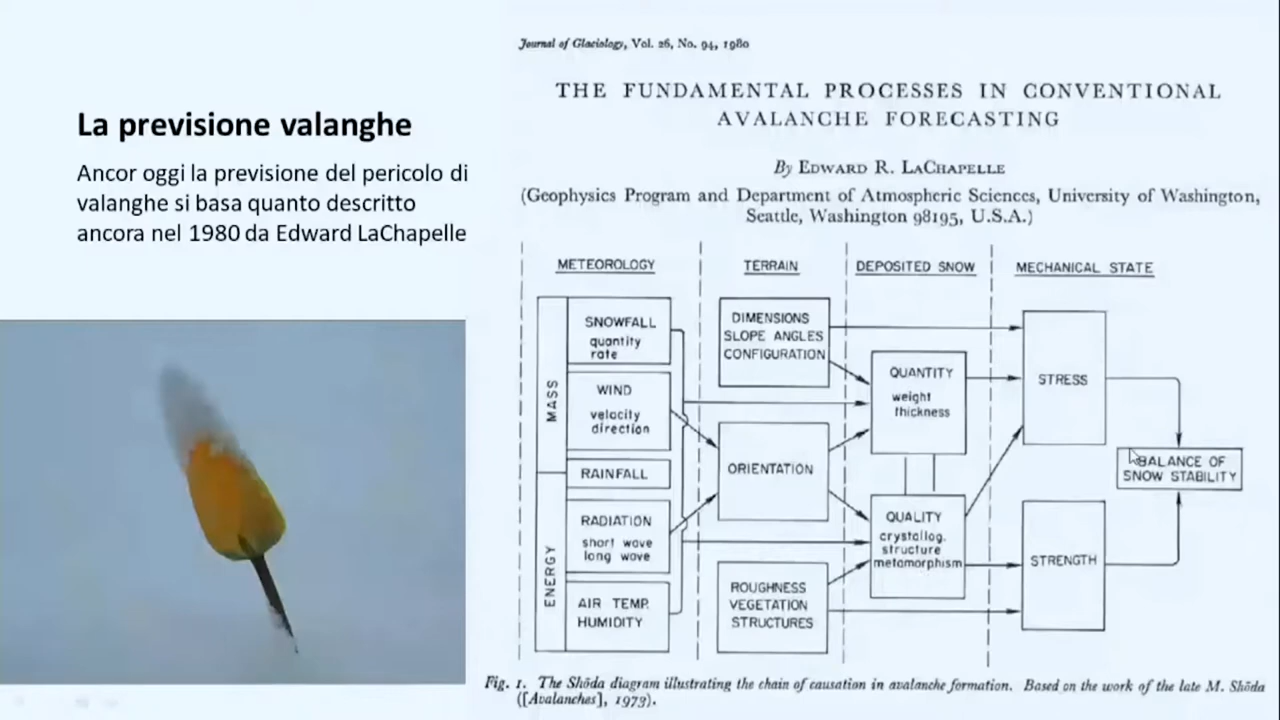 La previsione valanghe
Ancor oggi la previsione del pericolo di
valanghe si basa quanto descritto
ancora nel 1980 da Edward LaChapelle
Journal of Glaciology, Vol. 26, No. 94, 1980
THE FUNDAMENTAL PROCESSES IN CONVENTIONAL
AVALANCHE FORECASTING
By EDWARD R. LACHAPELLE
(Geophysics Program and Department of Atmospheric Sciences, University of Washington,
Seattle, Washington 98195, U.S.A.)
METEOROLOGY
TERRAIN
DEPOSITED SNOW
MECHANICAL STATE
MASS
SNOWFALL
quantity
rate
WIND
velocity
direction
RAINFALL
ENERGY
RADIATION
short wave
long wave
AIR TEMP.
HUMIDITY
DIMENSIONS
SLOPE ANGLES
CONFIGURATION
ORIENTATION
ROUGHNESS
VEGETATION
STRUCTURES
QUANTITY
weight
thickness
QUALITY
crystallog.
structure
metamorphism
STRESS
STRENGTH
BALANCE OF
SNOW STABILITY
Fig. 1. The Shōda diagram illustrating the chain of causation in avalanche formation. Based on the work of the late M. Shōda
([Avalanches], 1973).